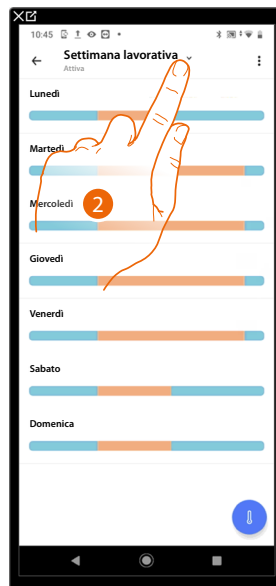 10:45
Settimana lavorativa
Attiva
Lunedì
Martedì
Mercoledì
2
Giovedì
Venerdì
Sabato
Domenica